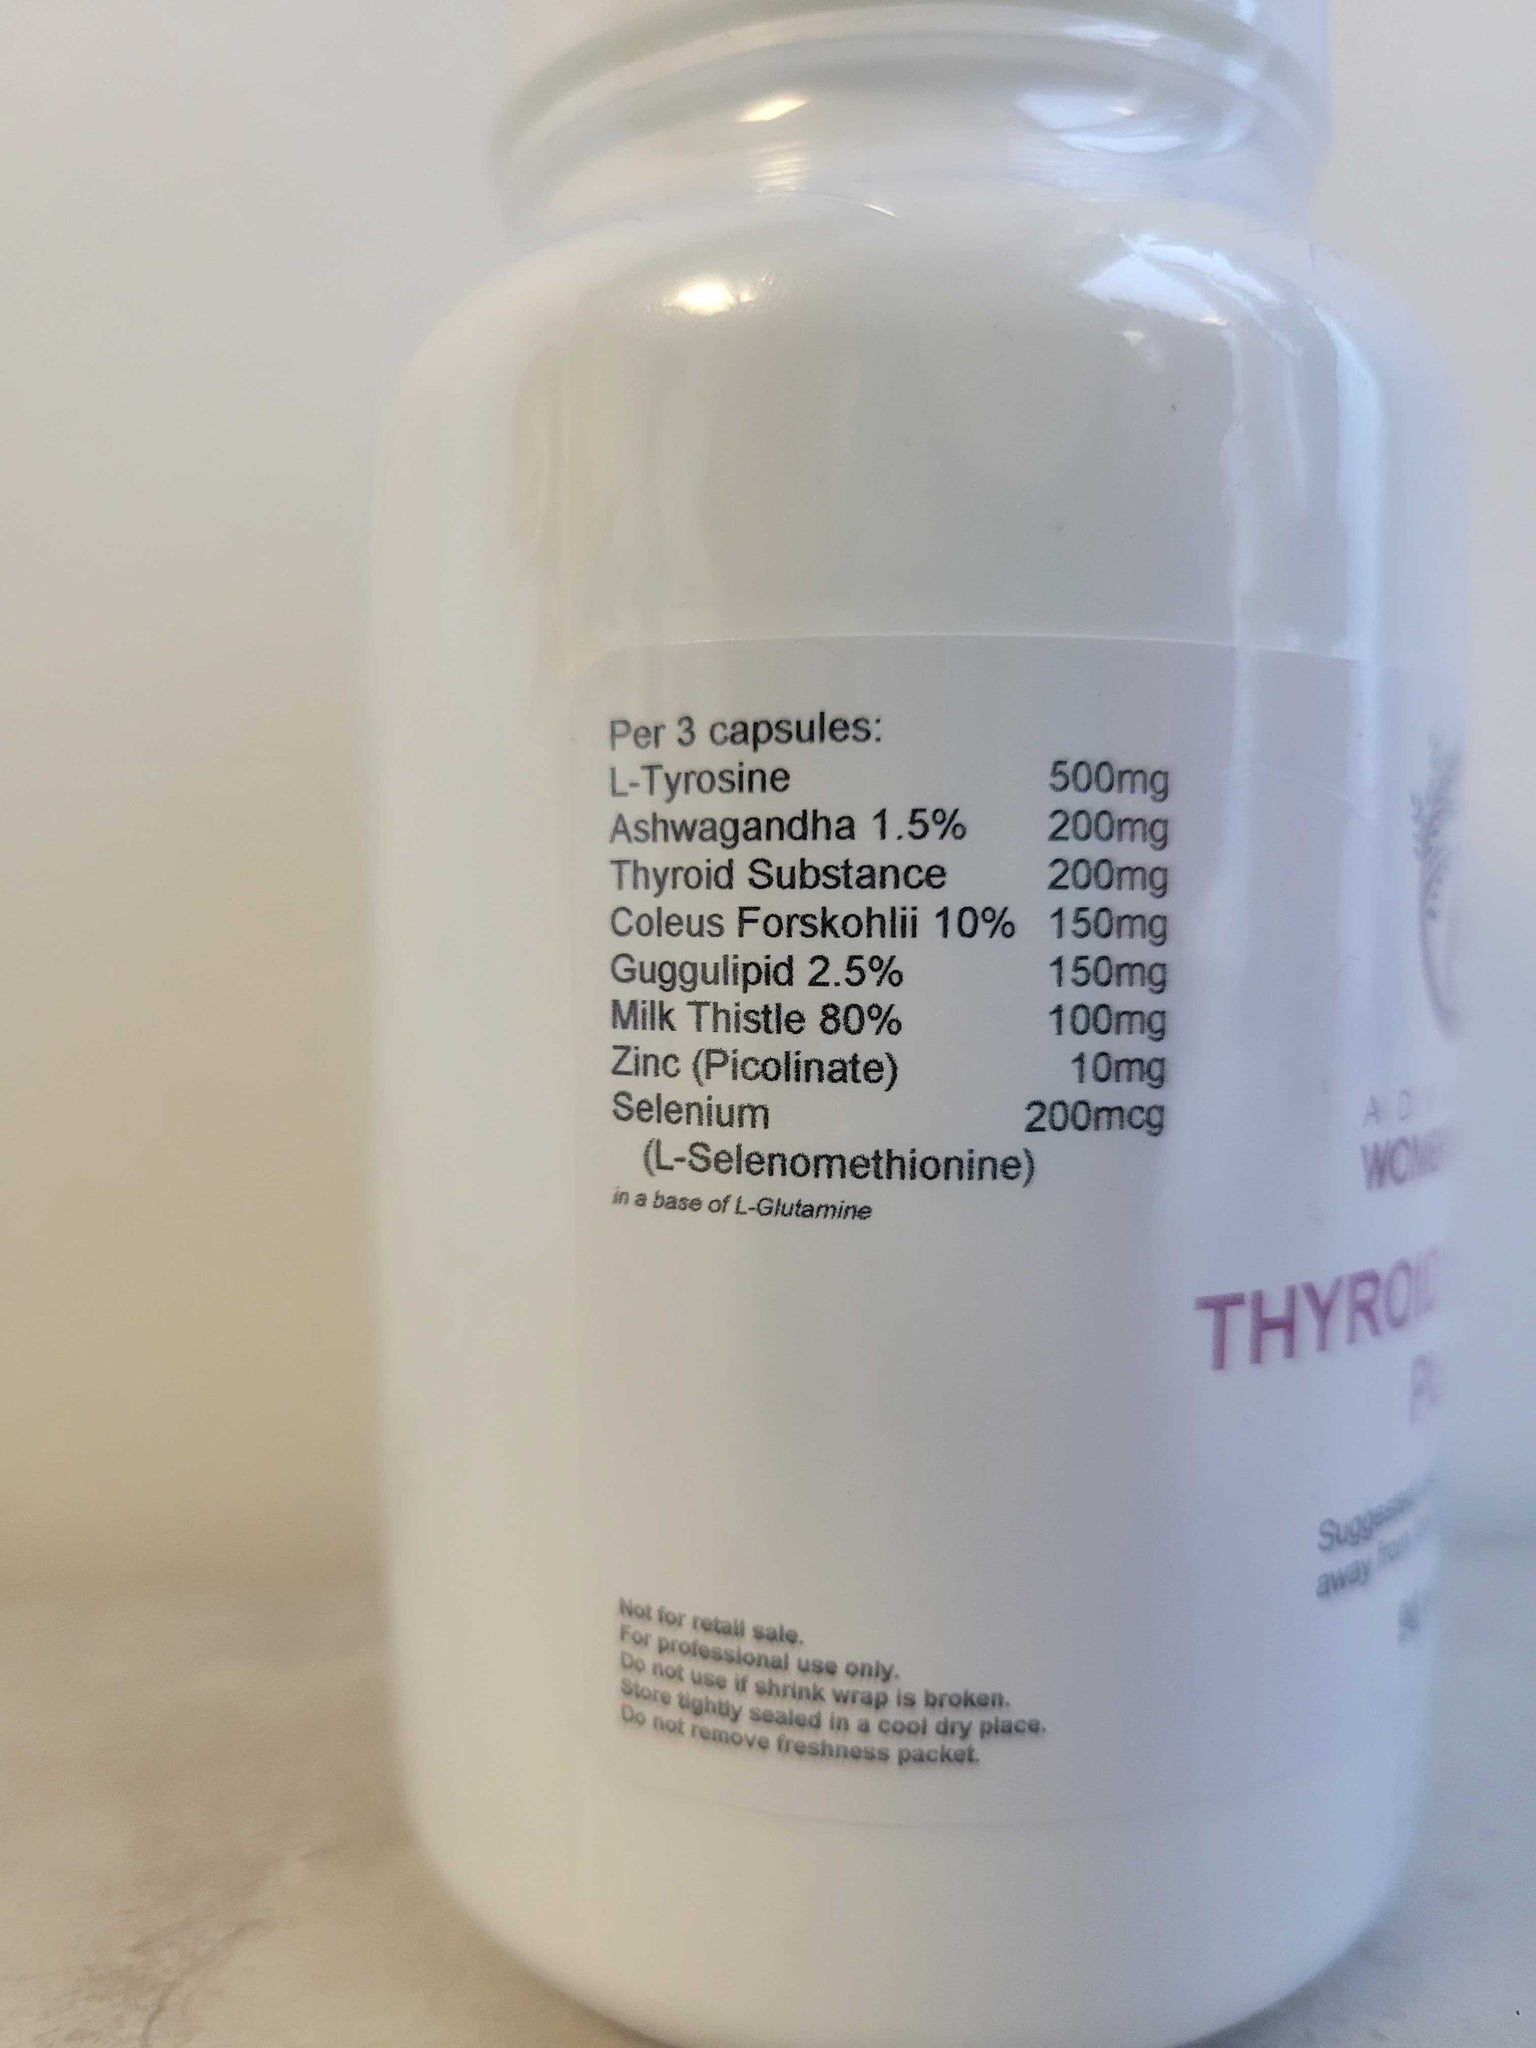 Per 3 capsules:
L-Tyrosine 500mg
Ashwagandha 1.5% 200mg
Thyroid Substance 200mg
Coleus Forskohlii 10% 150mg
Guggulipid 2.5% 150mg
Milk Thistle 80% 100mg
Zinc (Picolinate) 10mg
Selenium 200mcg
(L-Selenomethionine)
in a base of L-Glutamine
Not for retail sale.
For professional use only.
Do not use if shrink wrap is broken.
Store tightly sealed in a cool dry place.
Do not remove freshness packet.
THYROID
away